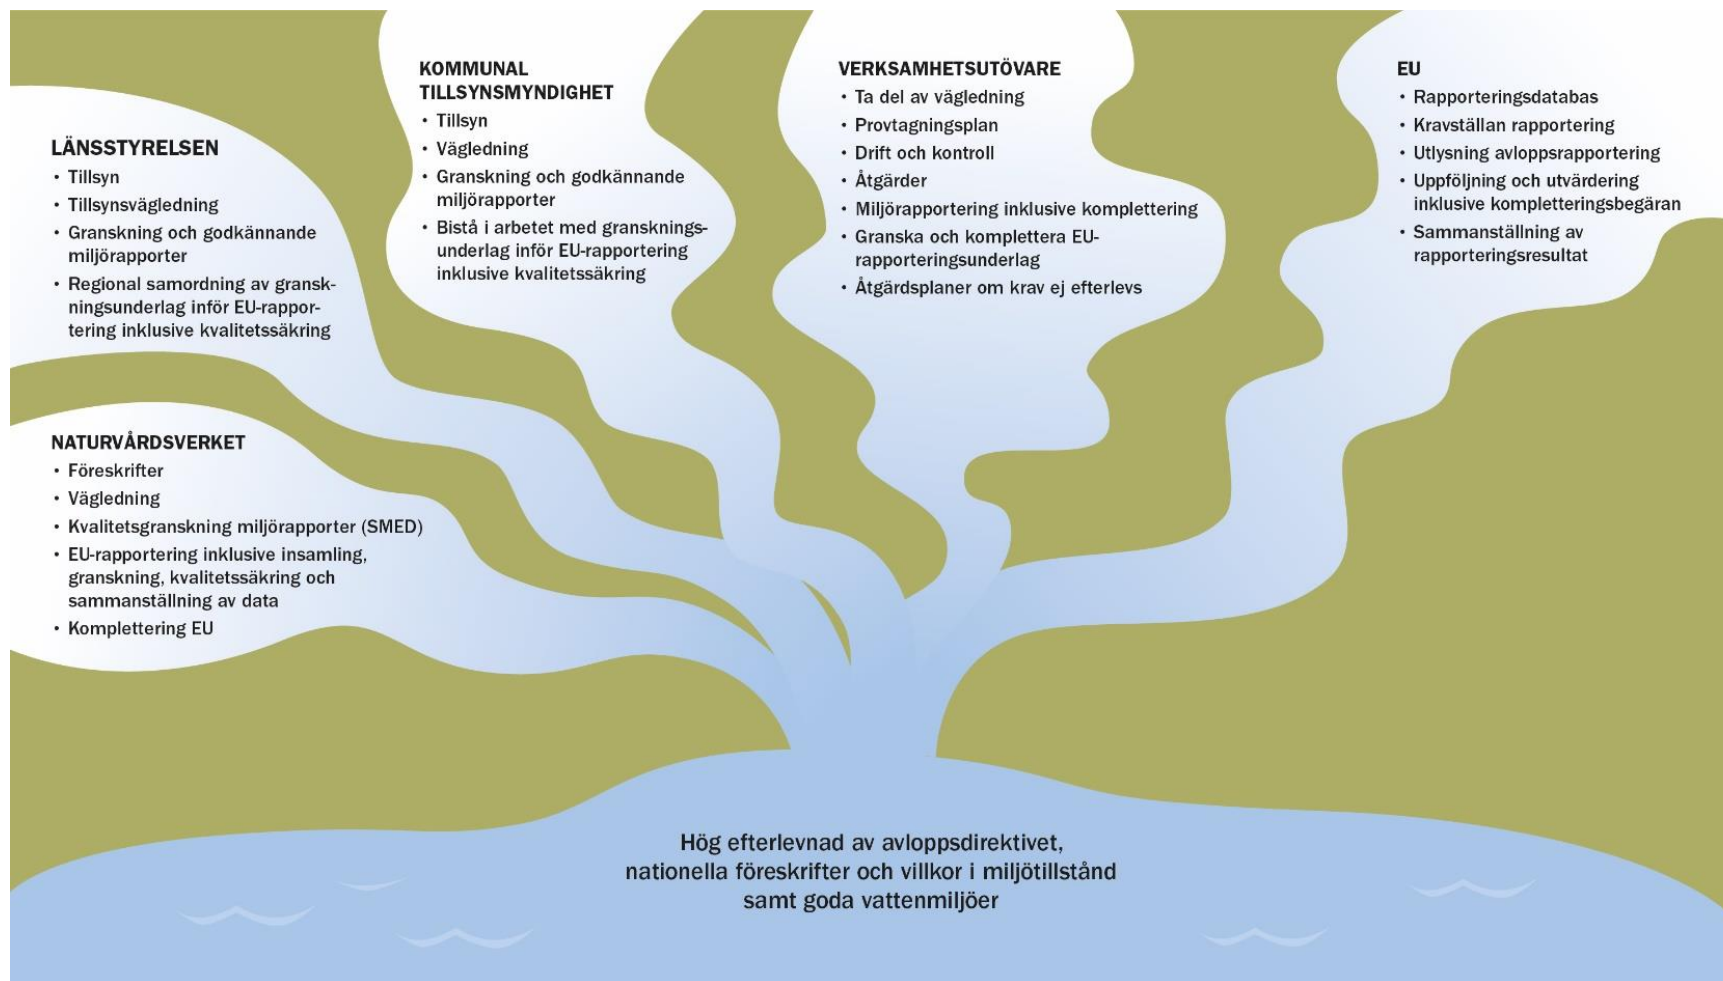 LÄNSSTYRELSEN
• Tillsyn
• Tillsynsvägledning
• Granskning och godkännande
miljörapporter
• Regional samordning av gransk-
ningsunderlag inför EU-rappor-
tering inklusive kvalitetssäkring
NATURVÅRDSVERKET
• Föreskrifter
• Vägledning
• Kvalitetsgranskning miljörapporter (SMED)
• EU-rapportering inklusive insamling,
granskning, kvalitetssäkring och
sammanställning av data
• Komplettering EU
KOMMUNAL
TILLSYNSMYNDIGHET
• Tillsyn
• Vägledning
• Granskning och godkännande
miljörapporter
• Bistå i arbetet med gransknings-
underlag inför EU-rapportering
inklusive kvalitetssäkring
VERKSAMHETSUTÖVARE
• Ta del av vägledning
• Provtagningsplan
• Drift och kontroll
• Åtgärder
• Miljörapportering inklusive komplettering
• Granska och komplettera EU-
rapporteringsunderlag
• Åtgärdsplaner om krav ej efterlevs
EU
• Rapporteringsdatabas
• Kravställan rapportering
• Utlysning avloppsrapportering
• Uppföljning och utvärdering
inklusive kompletteringsbegäran
• Sammanställning av
rapporteringsresultat
Hög efterlevnad av avloppsdirektivet,
nationella föreskrifter och villkor i miljötillstånd
samt goda vattenmiljöer